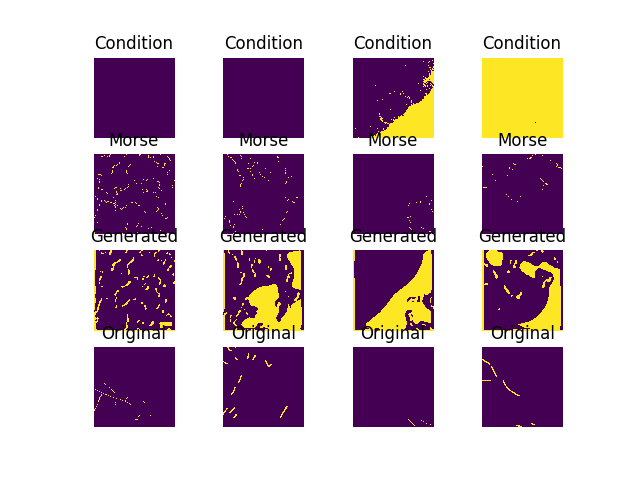 Condition Condition Condition Condition
Morse Morse Morse Morse
Generated Generated Generated Generated
Original Original Original Original